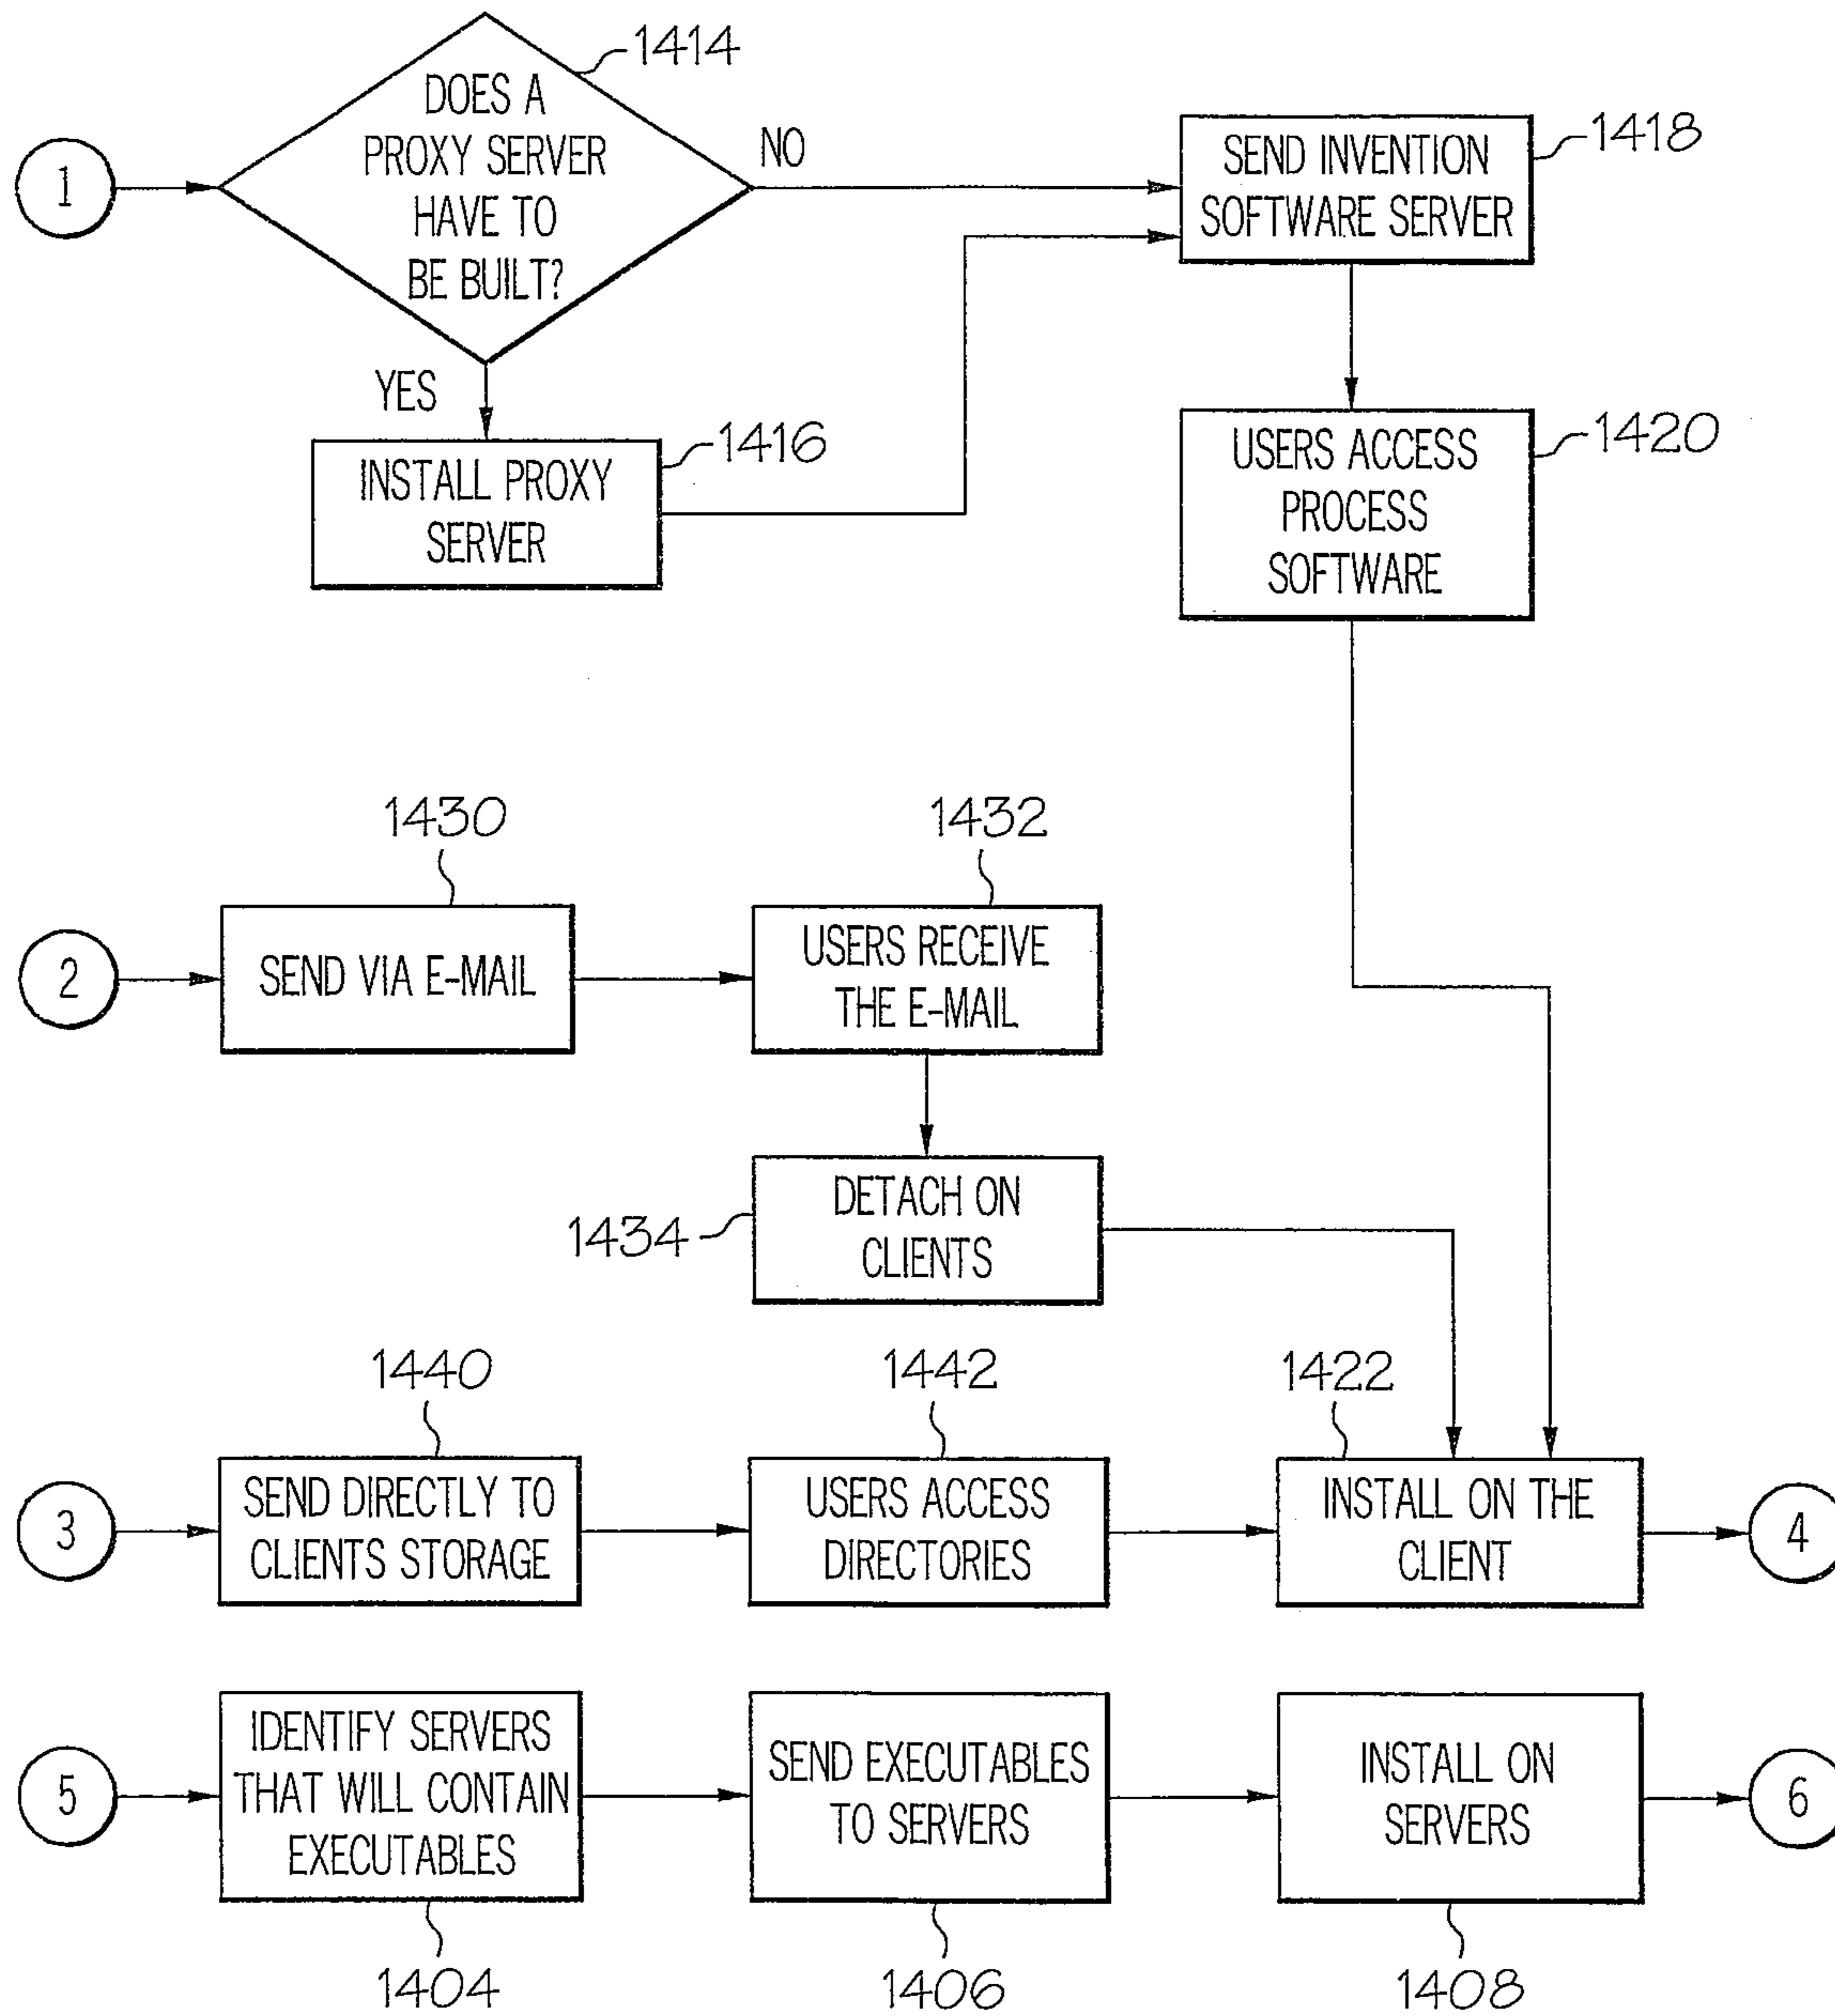 1414
DOES A
PROXY SERVER
HAVE TO
BE BUILT?
1
NO
SEND INVENTION
SOFTWARE SERVER
1418
YES
INSTALL PROXY
SERVER
1416
USERS ACCESS
PROCESS
SOFTWARE
1420
1430
1432
2
SEND VIA E-MAIL
USERS RECEIVE
THE E-MAIL
DETACH ON
CLIENTS
1434
1440
1442
1422
3
SEND DIRECTLY TO
CLIENTS STORAGE
USERS ACCESS
DIRECTORIES
INSTALL ON THE
CLIENT
4
5
IDENTIFY SERVERS
THAT WILL CONTAIN
EXECUTABLES
SEND EXECUTABLES
TO SERVERS
INSTALL ON
SERVERS
6
1404
1406
1408